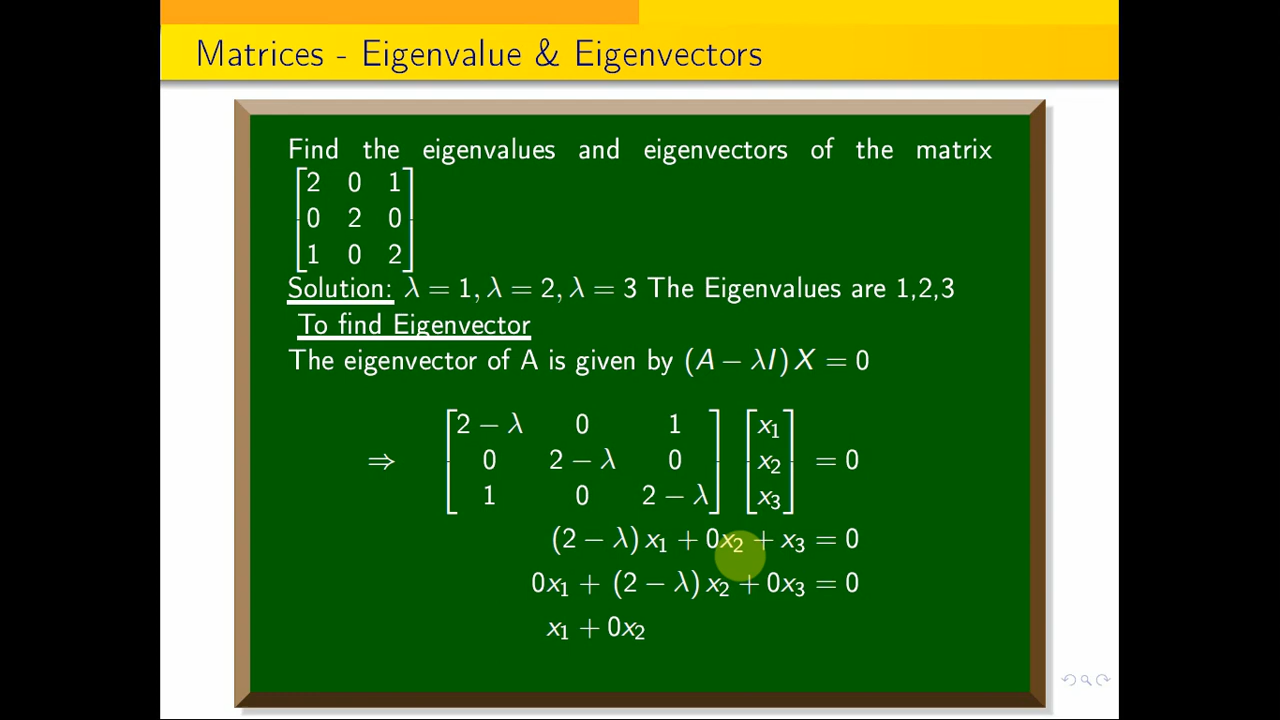 Matrices - Eigenvalue & Eigenvectors
Find the eigenvalues and eigenvectors of the matrix
[2 0 1]
[0 2 0]
[1 0 2]
Solution: λ = 1, λ = 2, λ = 3 The Eigenvalues are 1,2,3
To find Eigenvector
The eigenvector of A is given by (A − λI) X = 0
[2 − λ 0 1] [x₁]
⇒ [0 2 − λ 0] [x₂] = 0
[1 0 2 − λ] [x₃]
(2 − λ) x₁ + 0x₂ + x₃ = 0
0x₁ + (2 − λ) x₂ + 0x₃ = 0
x₁ + 0x₂